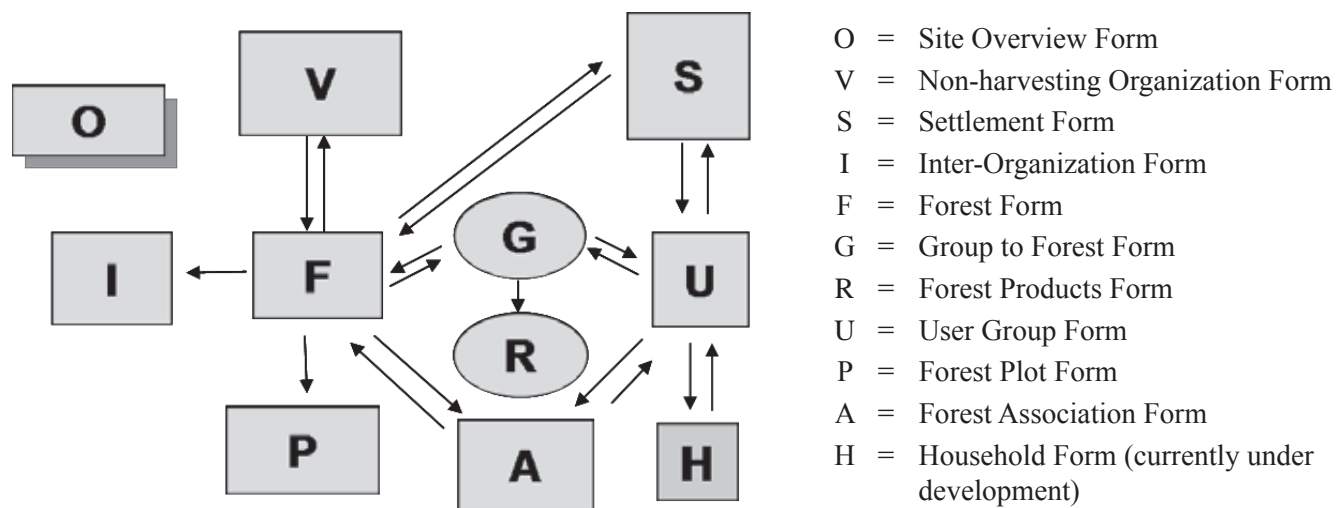 O
V
S
I
F
G
U
R
P
A
H
O = Site Overview Form
V = Non-harvesting Organization Form
S = Settlement Form
I = Inter-Organization Form
F = Forest Form
G = Group to Forest Form
R = Forest Products Form
U = User Group Form
P = Forest Plot Form
A = Forest Association Form
H = Household Form (currently under
development)